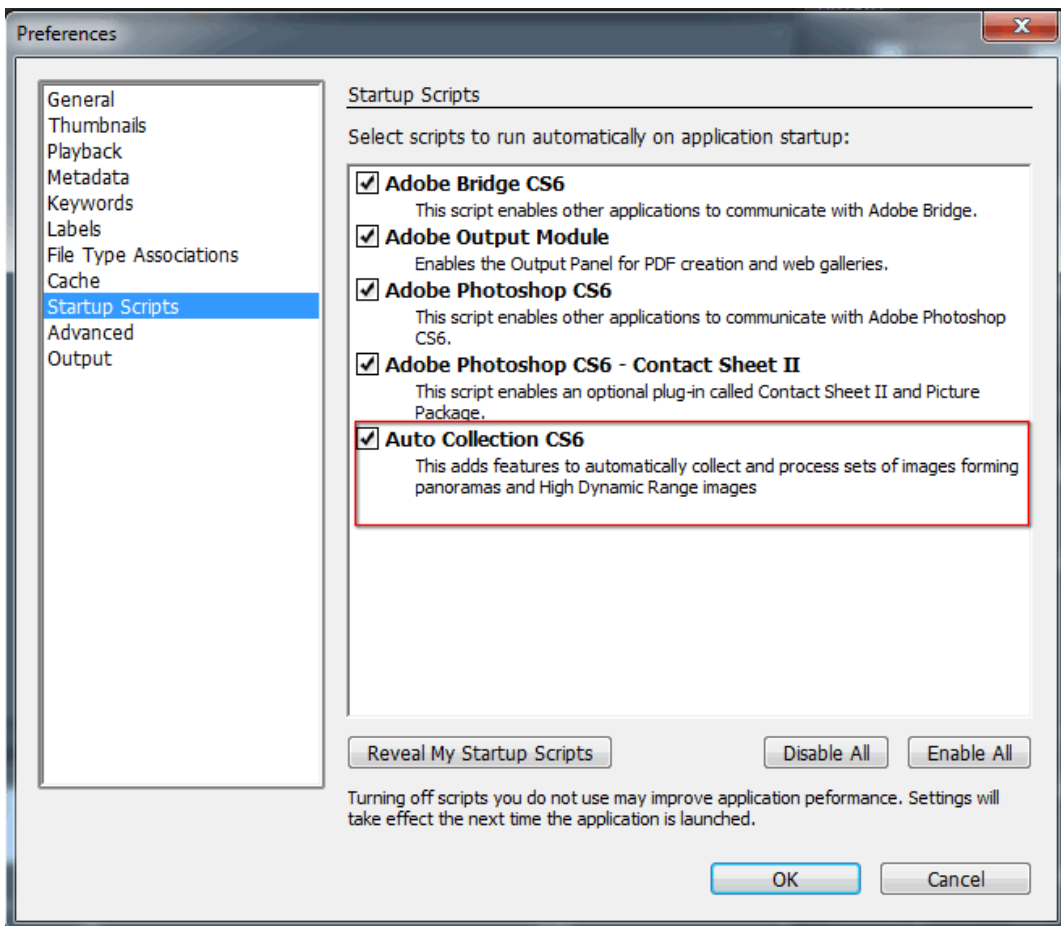 Preferences
General
Thumbnails
Playback
Metadata
Keywords
Labels
File Type Associations
Cache
Startup Scripts
Advanced
Output
Startup Scripts
Select scripts to run automatically on application startup:
Adobe Bridge CS6
This script enables other applications to communicate with Adobe Bridge.
Adobe Output Module
Enables the Output Panel for PDF creation and web galleries.
Adobe Photoshop CS6
This script enables other applications to communicate with Adobe Photoshop
CS6.
Adobe Photoshop CS6 - Contact Sheet II
This script enables an optional plug-in called Contact Sheet II and Picture
Package.
Auto Collection CS6
This adds features to automatically collect and process sets of images forming
panoramas and High Dynamic Range images
Reveal My Startup Scripts
Disable All
Enable All
Turning off scripts you do not use may improve application peformance. Settings will
take effect the next time the application is launched.
OK
Cancel